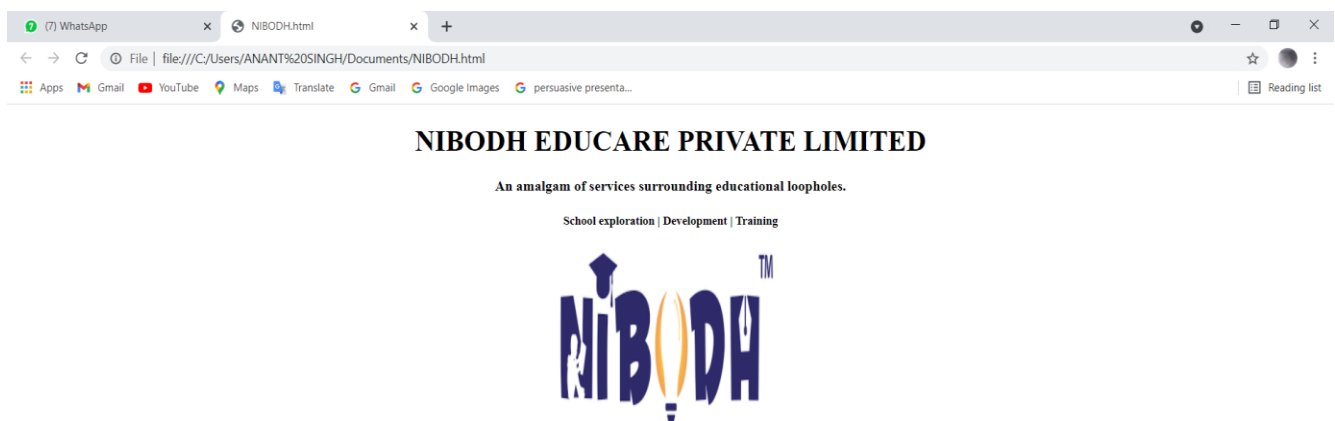 (7) WhatsApp
NIBODH.html
File | file:///C:/Users/ANANT%20SINGH/Documents/NIBODH.html
Apps Gmail YouTube Maps Translate Gmail Google Images persuasive presenta... Reading list
NIBODH EDUCARE PRIVATE LIMITED
An amalgam of services surrounding educational loopholes.
School exploration | Development | Training
TM
NiBODH